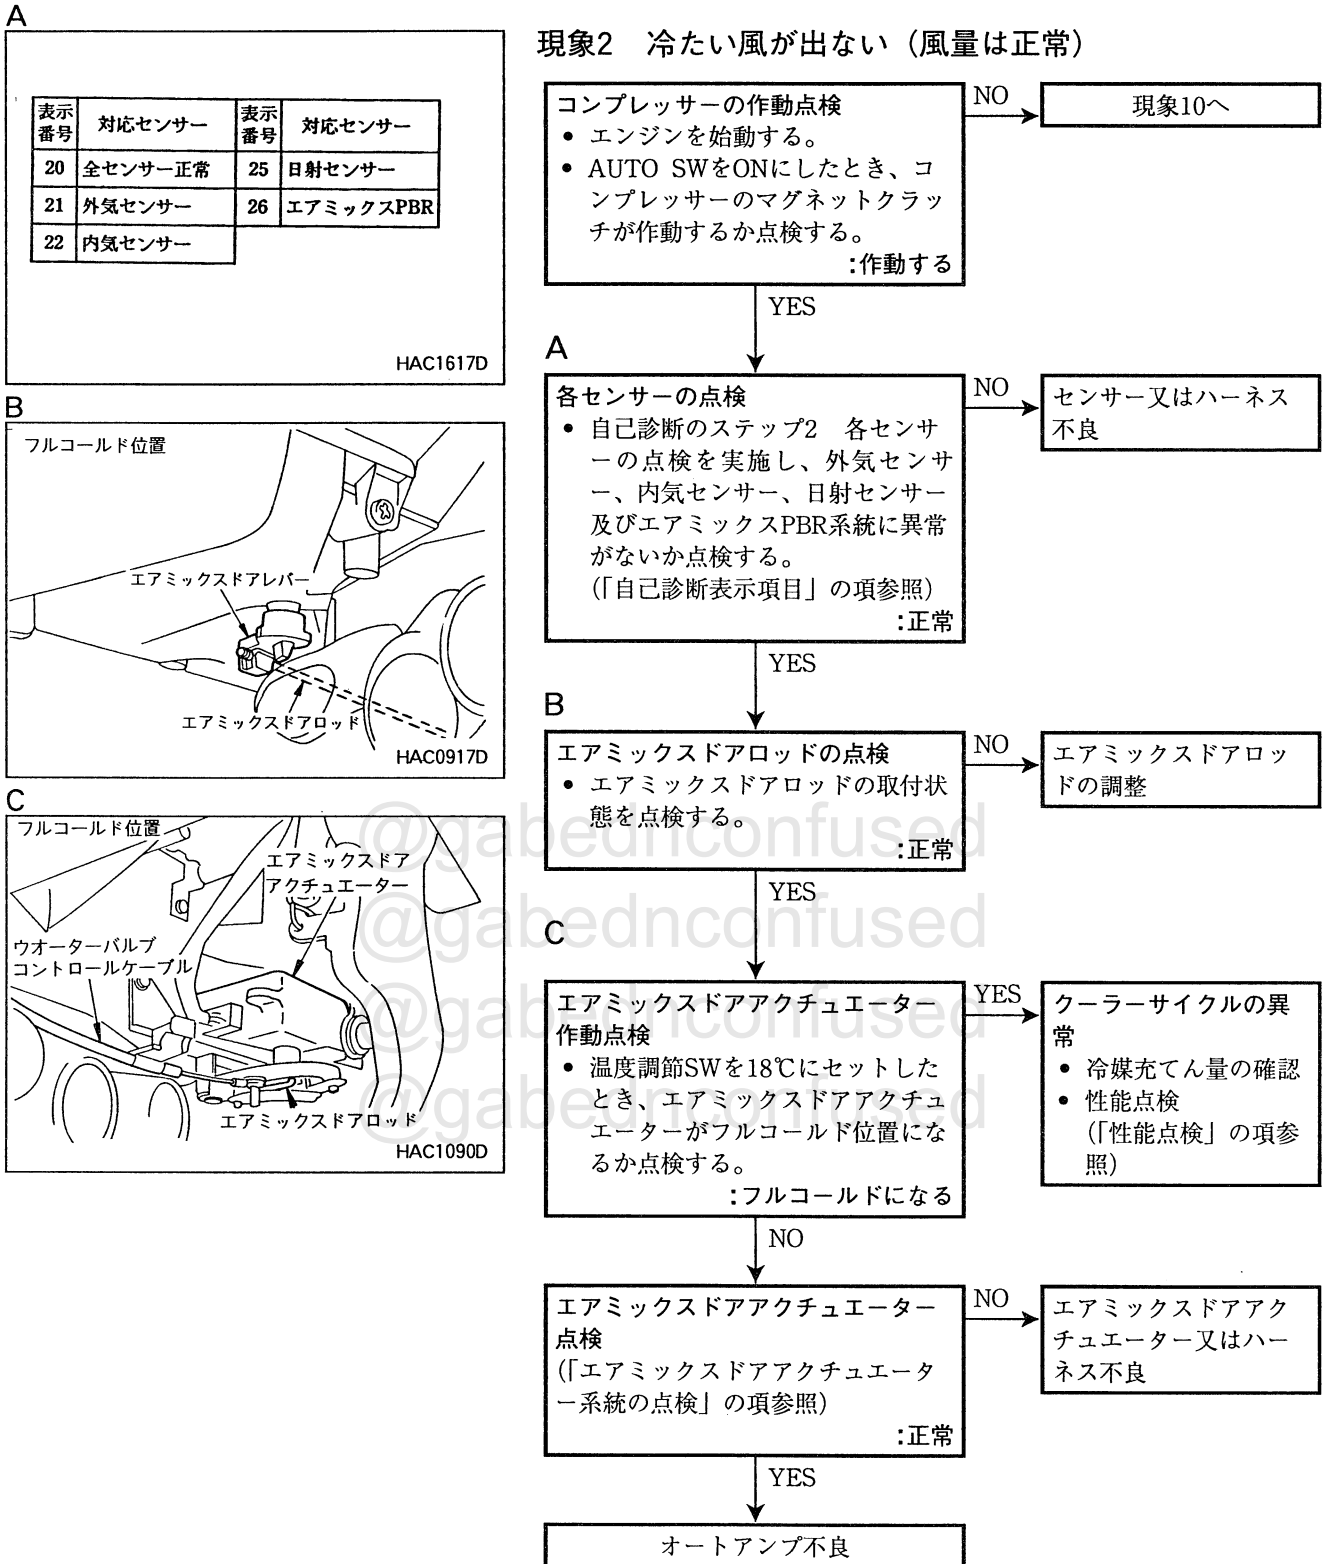 A
表示
番号
対応センサー
表示
番号
対応センサー
20 全センサー正常 25 日射センサー
21 外気センサー 26 エアミックスPBR
22 内気センサー
HAC1617D
B
フルコールド位置
エアミックスドアレバー
エアミックスドアロッド
HAC0917D
C
フルコールド位置
エアミックスドア
アクチュエーター
ウオーターバルブ
コントロールケーブル
エアミックスドアロッド
HAC1090D
現象2 冷たい風が出ない（風量は正常）
コンプレッサーの作動点検
• エンジンを始動する。
• AUTO SWをONにしたとき、コ
ンプレッサーのマグネットクラッ
チが作動するか点検する。
:作動する
NO
現象10へ
YES
A
各センサーの点検
• 自己診断のステップ2 各センサ
ーの点検を実施し、外気センサ
ー、内気センサー、日射センサー
及びエアミックスPBR系統に異常
がないか点検する。
(「自己診断表示項目」の項参照)
:正常
NO
センサー又はハーネス
不良
YES
B
エアミックスドアロッドの点検
• エアミックスドアロッドの取付状
態を点検する。
:正常
NO
エアミックスドアロッ
ドの調整
YES
C
エアミックスドアアクチュエーター
作動点検
• 温度調節SWを18℃にセットした
とき、エアミックスドアアクチュ
エーターがフルコールド位置にな
るか点検する。
:フルコールドになる
YES
クーラーサイクルの異
常
• 冷媒充てん量の確認
• 性能点検
(「性能点検」の項参
照)
NO
エアミックスドアアクチュエーター
点検
(「エアミックスドアアクチュエータ
ー系統の点検」の項参照)
:正常
NO
エアミックスドアアク
チュエーター又はハー
ネス不良
YES
オートアンプ不良
@gabednconfused
@gabednconfused
@gabednconfused
@gabednconfused